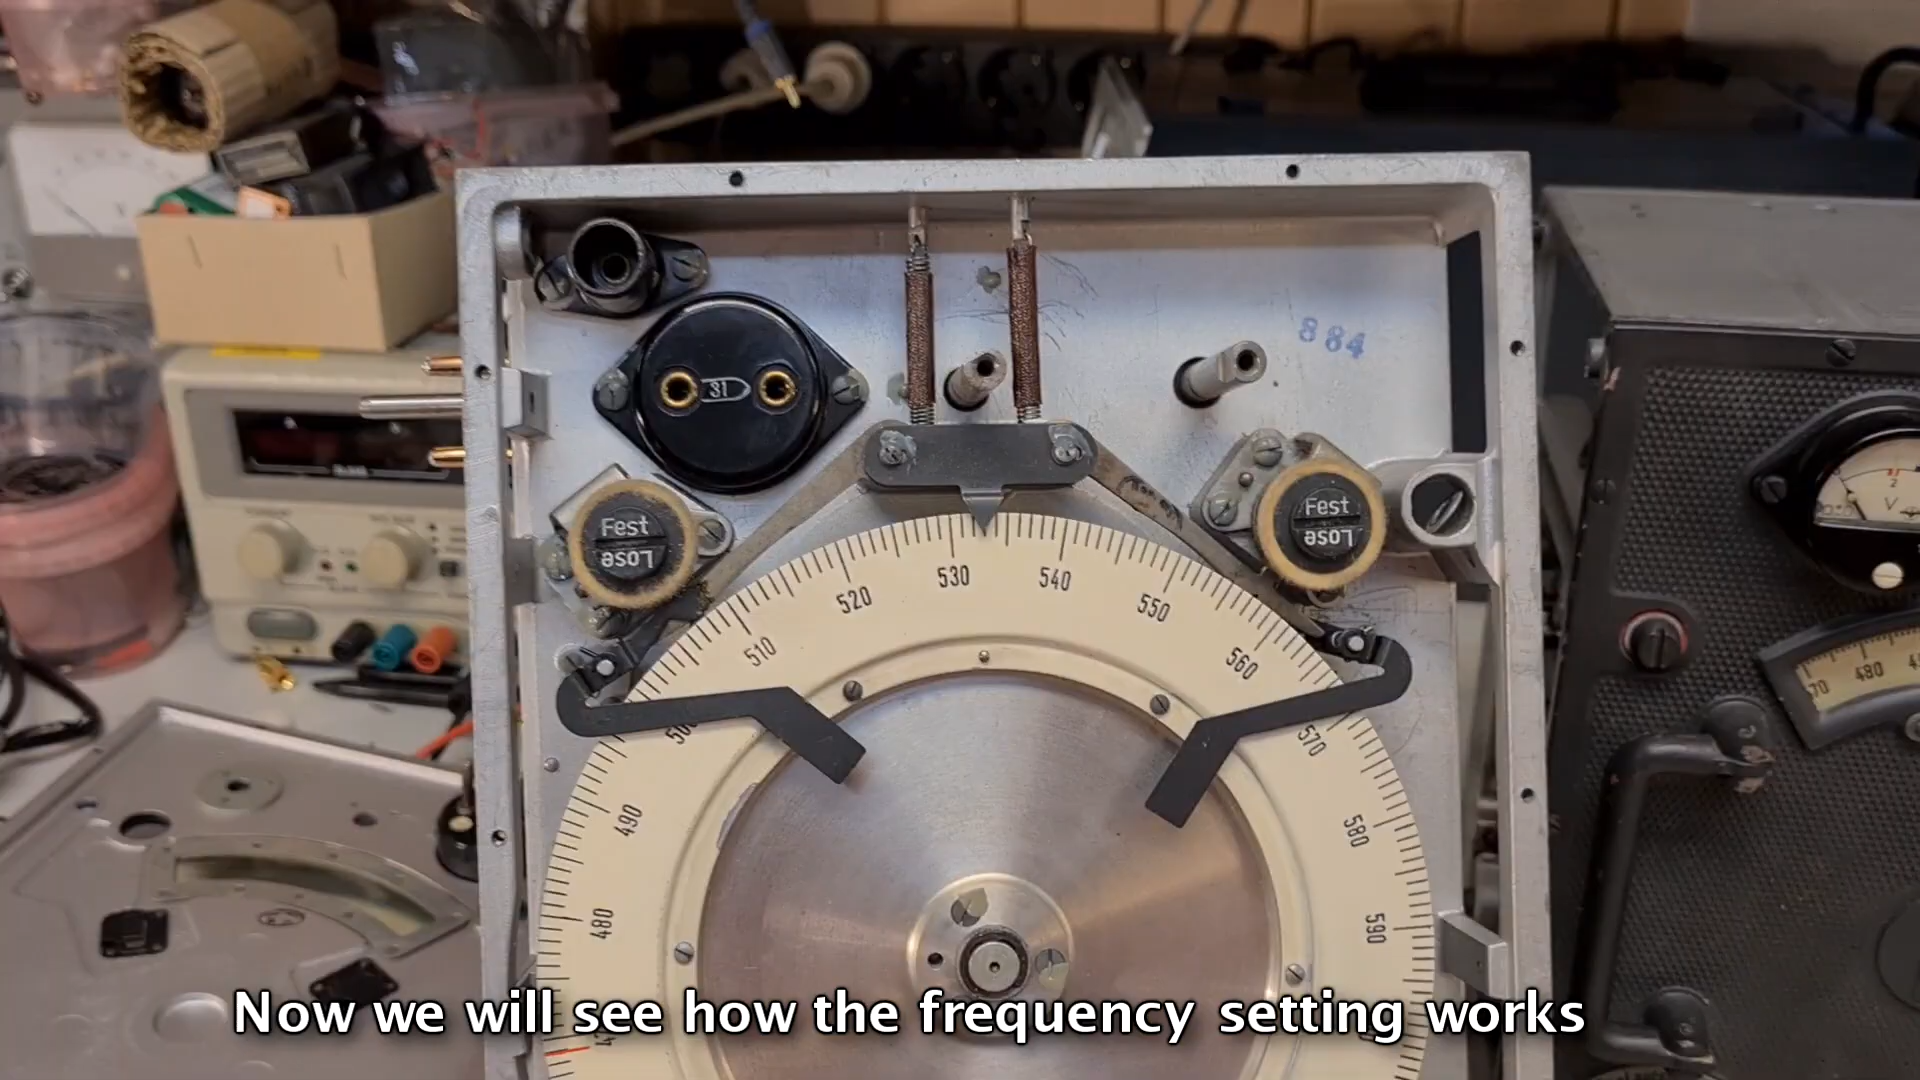 884
31
Fest
Lose
Fest
Lose
V
530
540
520
550
510
560
480
500
570
490
580
480
590
Now we will see how the frequency setting works